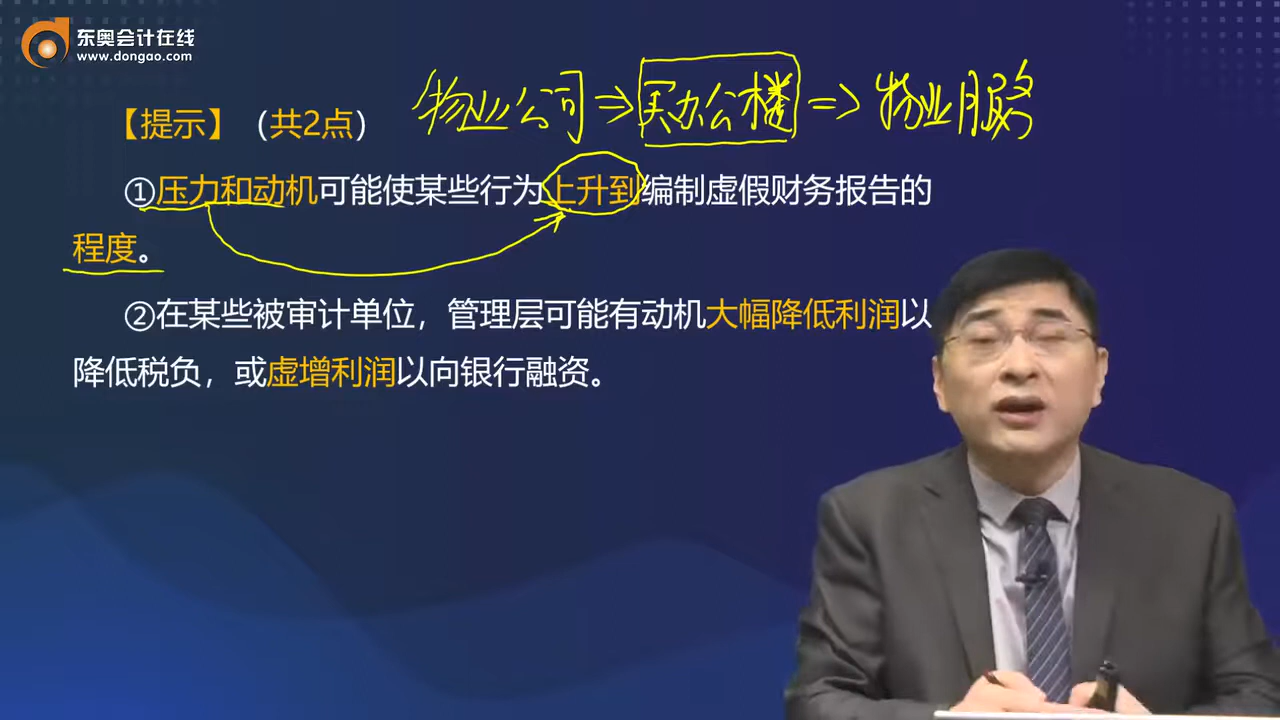 东奥会计在线
www.dongao.com
物业公司⇒买办公楼=>物业服务
【提示】（共2点）
①压力和动机可能使某些行为上升到编制虚假财务报告的
程度。
②在某些被审计单位，管理层可能有动机大幅降低利润以
降低税负，或虚增利润以向银行融资。